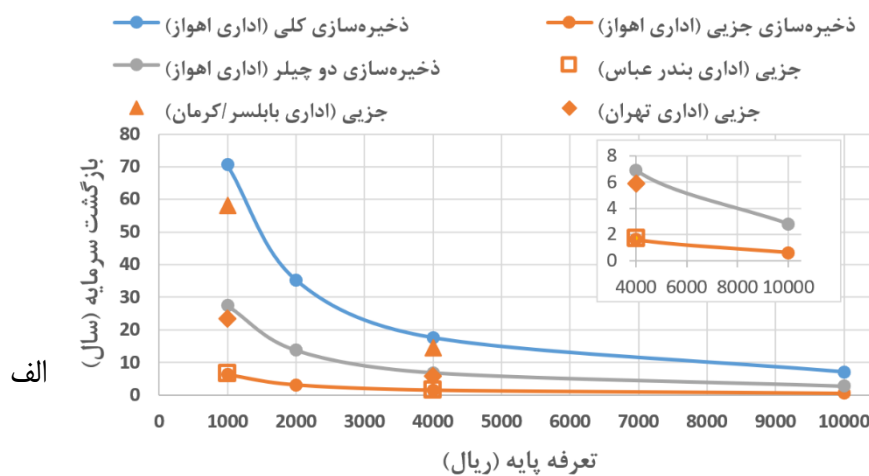 ذخیره‌سازی کلی (اداری اهواز)
ذخیره‌سازی جزیی (اداری اهواز)
ذخیره‌سازی دو چیلر (اداری اهواز)
جزیی (اداری بندر عباس)
جزیی (اداری بابلسر/کرمان)
جزیی (اداری تهران)
بازگشت سرمایه (سال)
80
70
60
50
40
30
20
10
0
8
6
4
2
0
4000 6000 8000 10000
0 1000 2000 3000 4000 5000 6000 7000 8000 9000 10000
تعرفه پایه (ریال)
الف